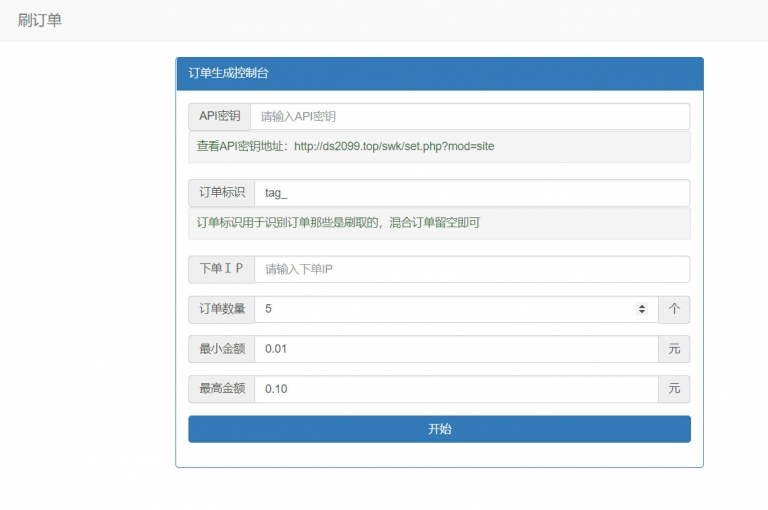 刷订单
订单生成控制台
API密钥 请输入API密钥
查看API密钥地址：http://ds2099.top/swk/set.php?mod=site
订单标识 tag_
订单标识用于识别订单那些是刷取的，混合订单留空即可
下单ＩＰ 请输入下单IP
订单数量 5 个
最小金额 0.01 元
最高金额 0.10 元
开始